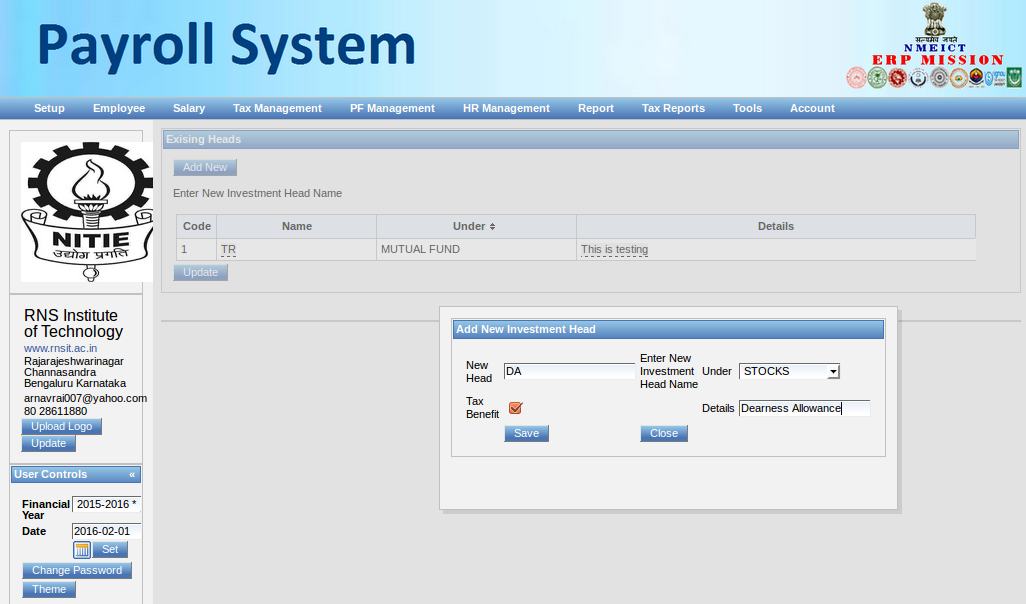 Payroll System
सत्यमेव जयते
NMEICT
ERP MISSION
Setup Employee Salary Tax Management PF Management HR Management Report Tax Reports Tools Account
NITIE
उद्योग प्रगति
RNS Institute
of Technology
www.rnsit.ac.in
Rajarajeshwarinagar
Channasandra
Bengaluru Karnataka
arnavrai007@yahoo.com
80 28611880
Upload Logo
Update
User Controls «
Financial Year 2015-2016 *
Date 2016-02-01
Set
Change Password
Theme
Exising Heads
Add New
Enter New Investment Head Name
Code Name Under Details
1 TR MUTUAL FUND This is testing
Update
Add New Investment Head
New Head DA Enter New Investment Head Name Under STOCKS
Tax Benefit Details Dearness Allowance
Save Close